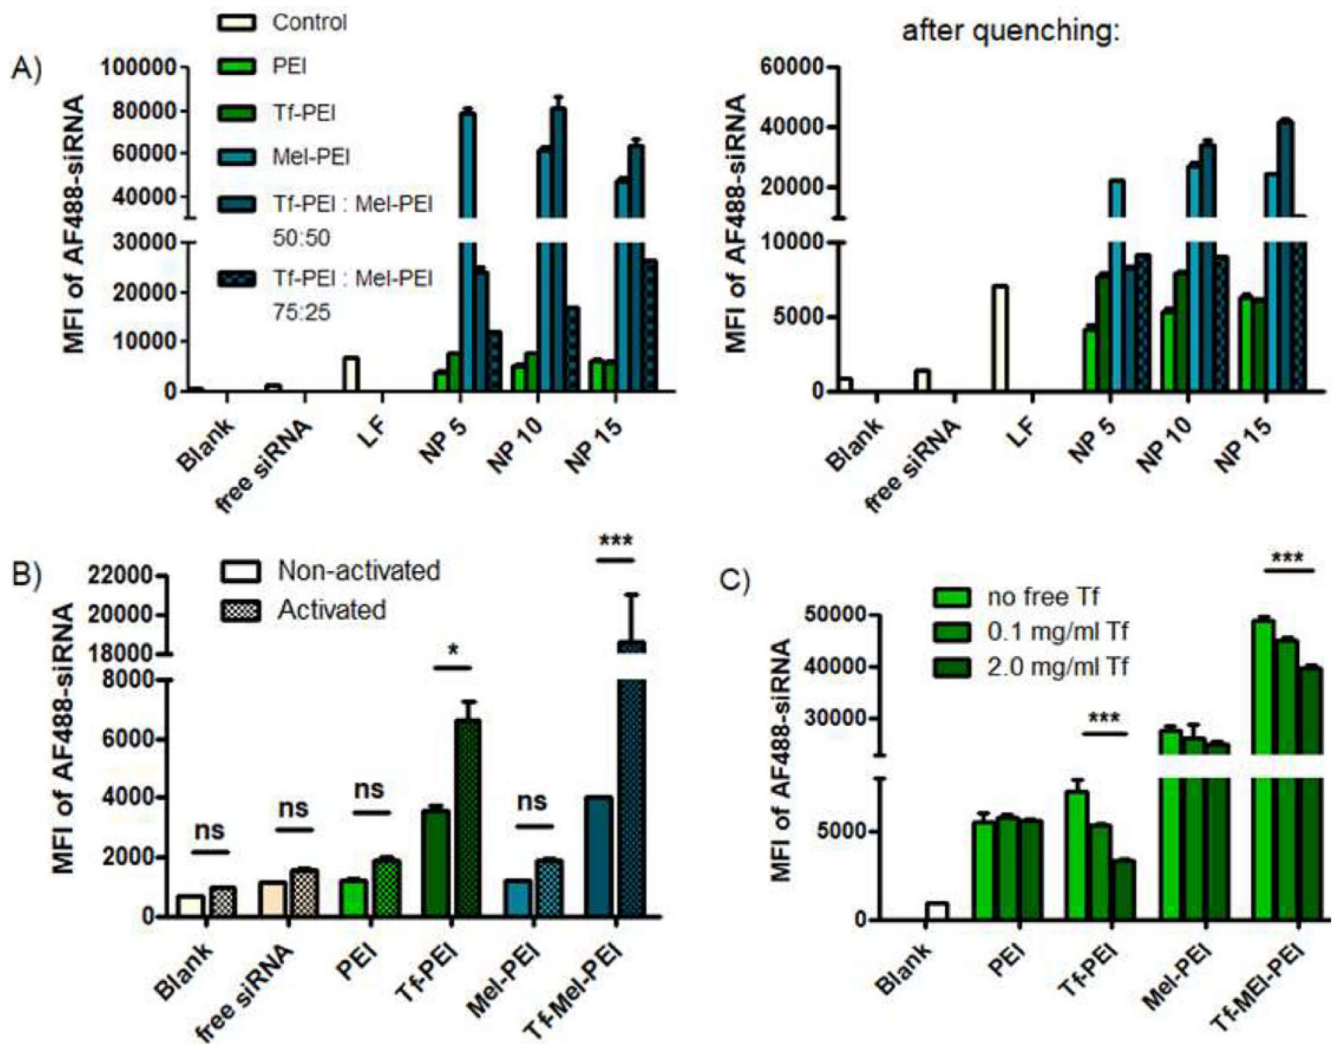 A)
Control
PEI
Tf-PEI
Mel-PEI
Tf-PEI : Mel-PEI
50:50
Tf-PEI : Mel-PEI
75:25
MFI of AF488-siRNA
100000
80000
60000
40000
30000
20000
10000
0
Blank
free siRNA
LF
NP 5
NP 10
NP 15
after quenching:
MFI of AF488-siRNA
60000
40000
20000
10000
5000
0
Blank
free siRNA
LF
NP 5
NP 10
NP 15
B)
Non-activated
Activated
MFI of AF488-siRNA
22000
20000
18000
8000
6000
4000
2000
0
ns
ns
ns
*
ns
***
Blank
free siRNA
PEI
Tf-PEI
Mel-PEI
Tf-Mel-PEI
C)
no free Tf
0.1 mg/ml Tf
2.0 mg/ml Tf
MFI of AF488-siRNA
50000
40000
30000
5000
0
***
***
Blank
PEI
Tf-PEI
Mel-PEI
Tf-MEI-PEI